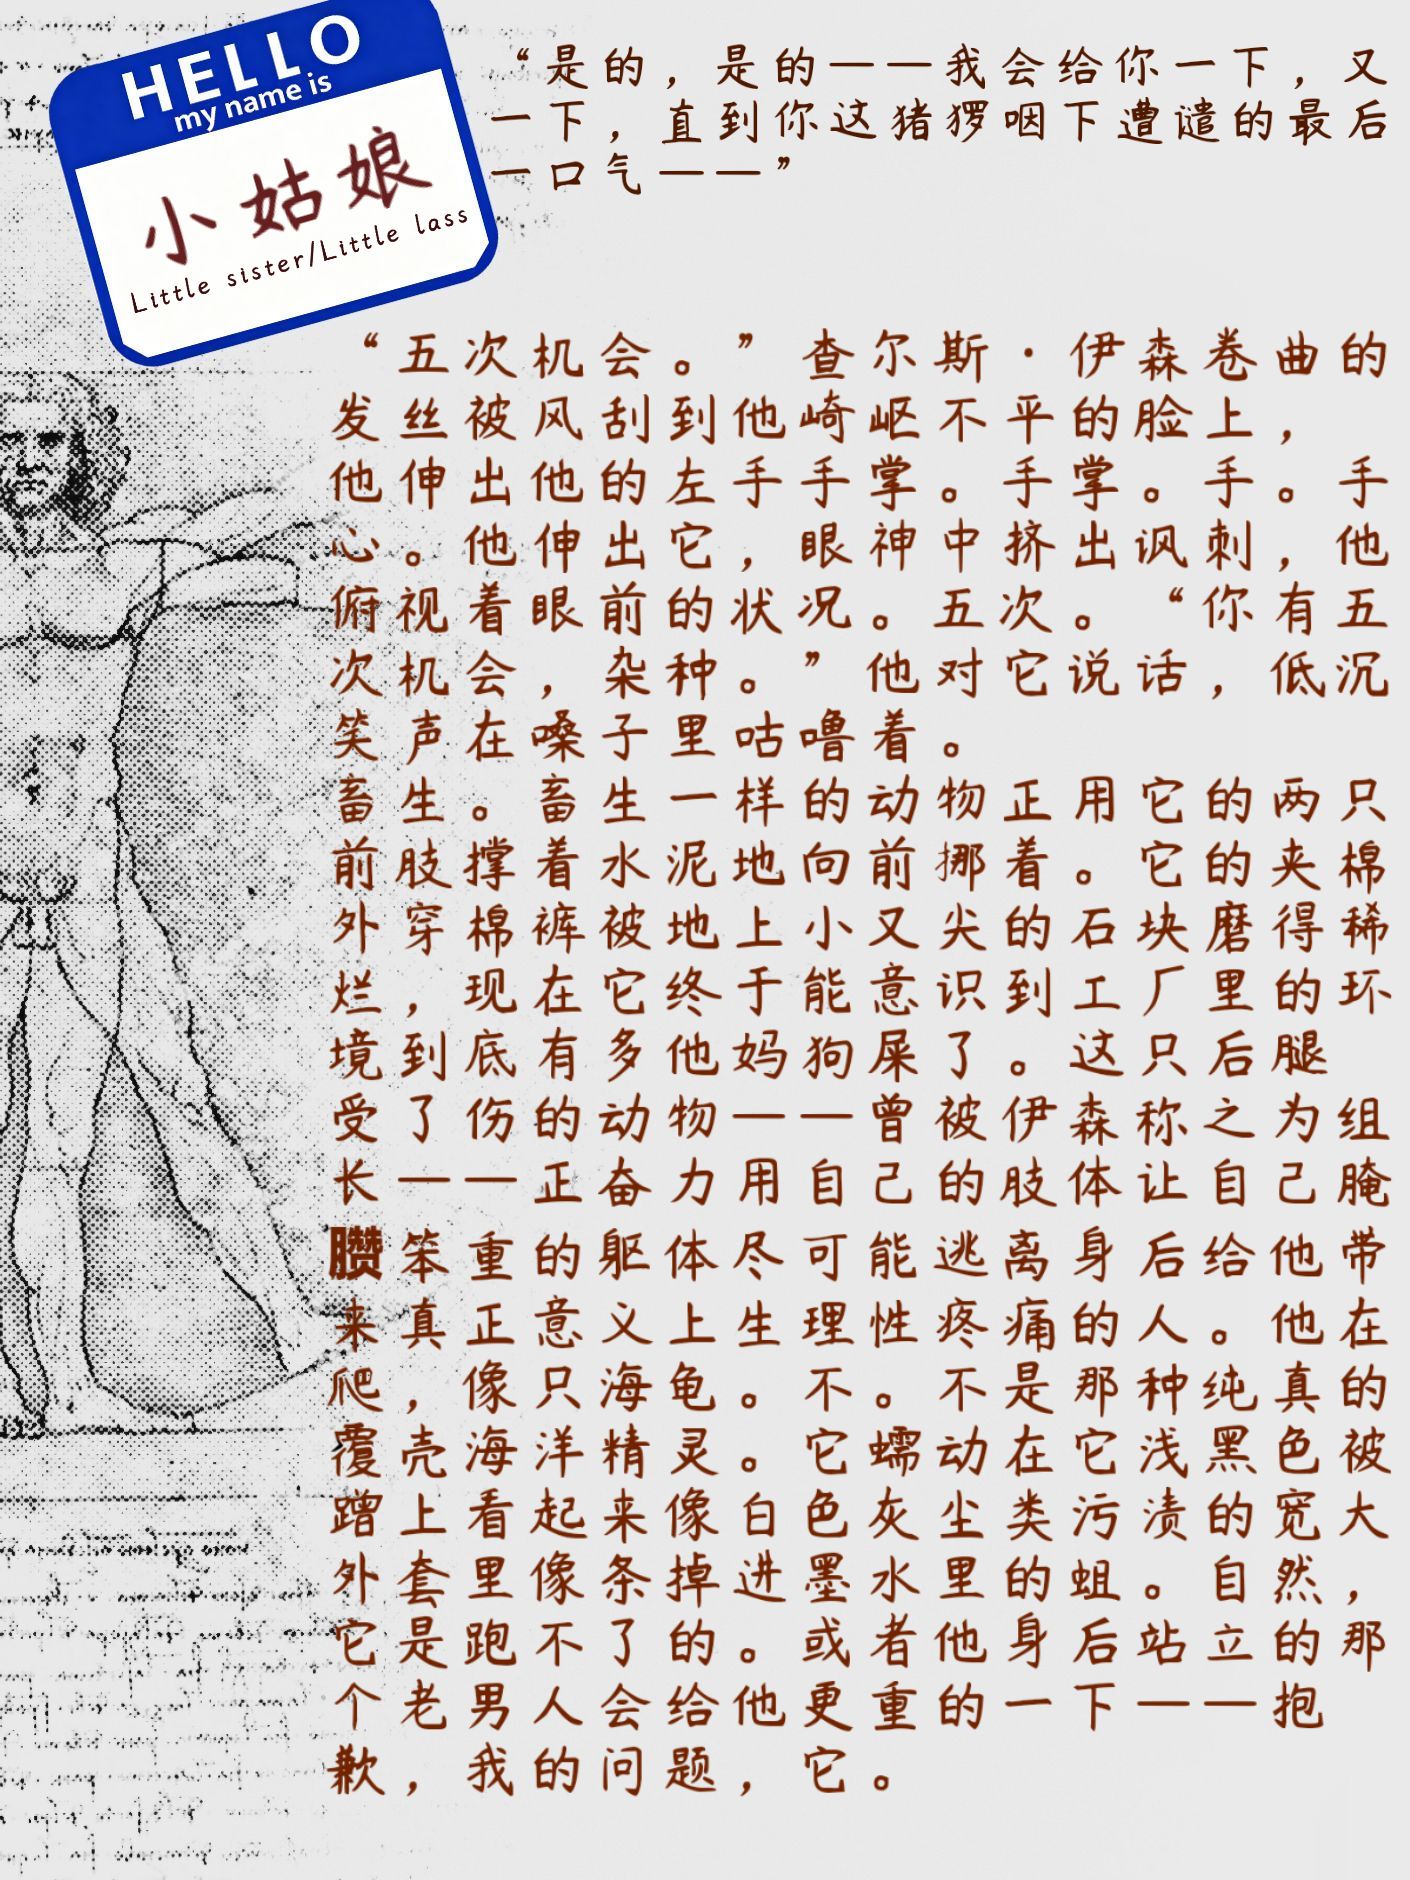 HELLO
my name is
小姑娘
Little sister/Little lass
“是的，是的——我会给你一下，又
一下，直到你这猪猡咽下遭谴的最后
一口气——”
“五次机会。”查尔斯·伊森卷曲的
发丝被风刮到他崎岖不平的脸上，
他伸出他的左手手掌。手掌。手。手
心。他伸出它，眼神中挤出讽刺，他
俯视着眼前的状况。五次。“你有五
次机会，杂种。”他对它说话，低沉
笑声在嗓子里咕噜着。
畜生。畜生一样的动物正用它的两只
前肢撑着水泥地向前挪着。它的夹棉
外穿棉裤被地上小又尖的石块磨得稀
烂，现在它终于能意识到工厂里的环
境到底有多他妈狗屎了。这只后腿
受了伤的动物——曾被伊森称之为组
长——正奋力用自己的肢体让自己腌
臜笨重的躯体尽可能逃离身后给他带
来真正意义上生理性疼痛的人。他在
爬，像只海龟。不。不是那种纯真的
覆壳海洋精灵。它蠕动在它浅黑色被
蹭上看起来像白色灰尘类污渍的宽大
外套里像条掉进墨水里的蛆。自然，
它是跑不了的。或者他身后站立的那
个老男人会给他更重的一下——抱
歉，我的问题，它。